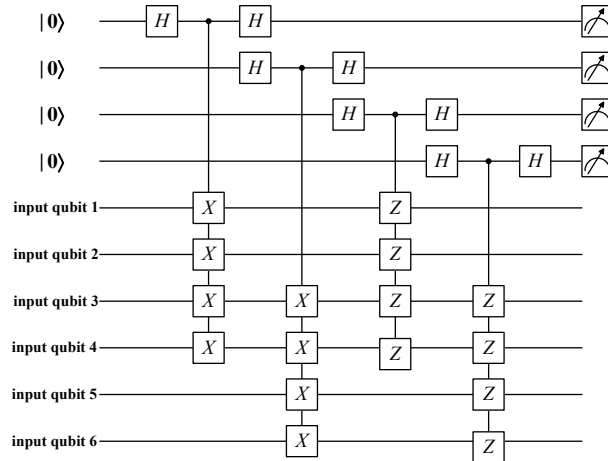 |0⟩ H H
|0⟩ H H
|0⟩ H H
|0⟩ H H
input qubit 1 X Z
input qubit 2 X Z
input qubit 3 X X Z Z
input qubit 4 X X Z Z
input qubit 5 X Z
input qubit 6 X Z